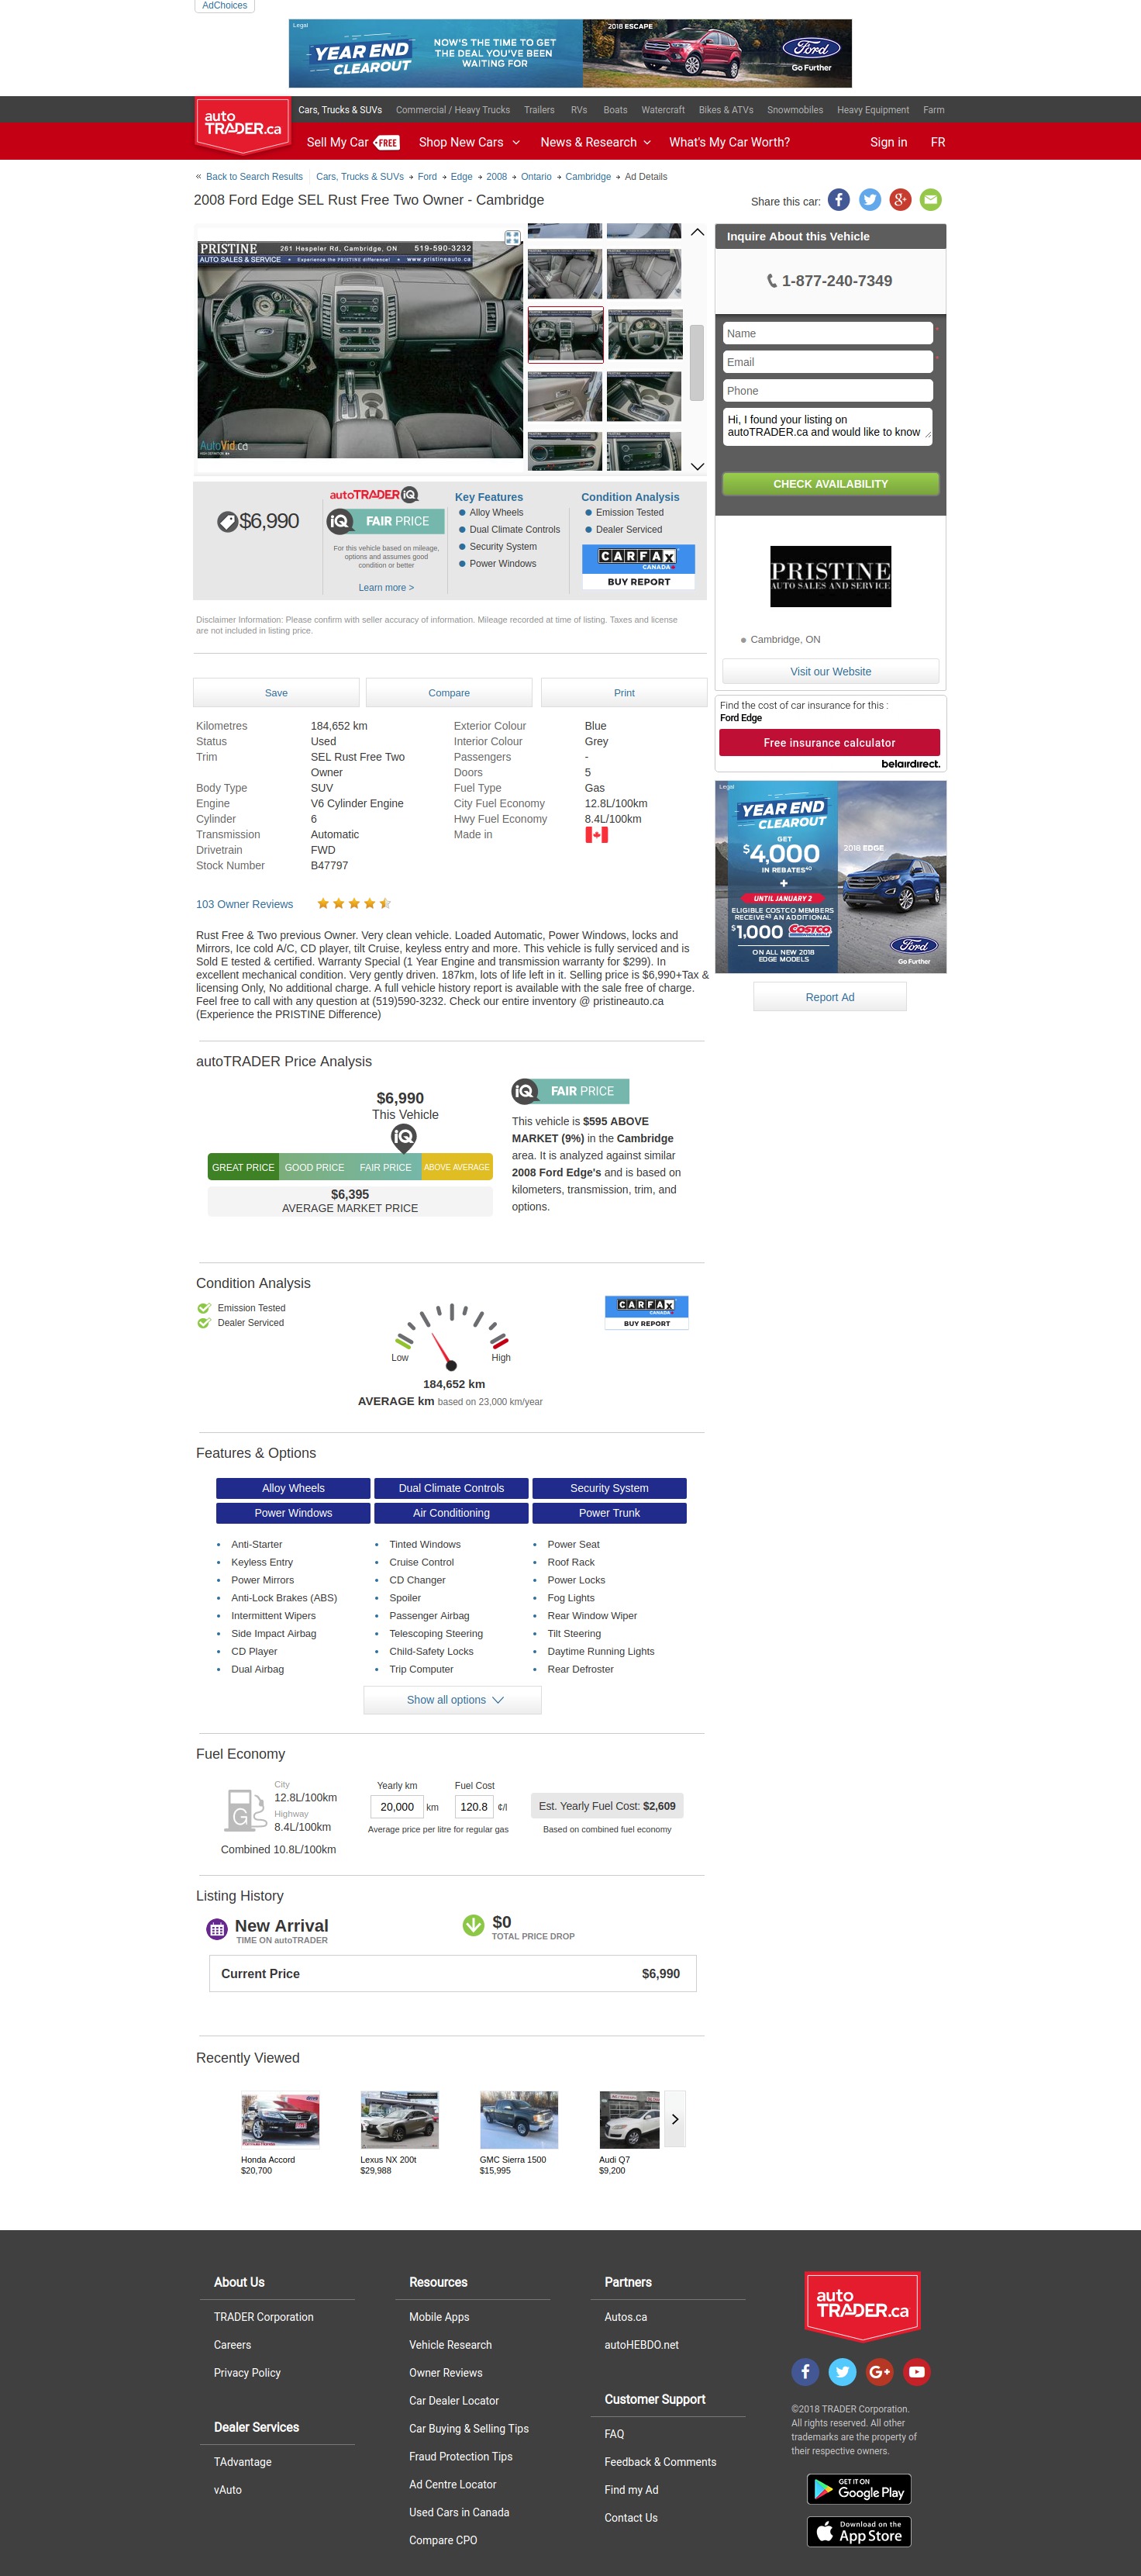 AdChoices
Legal
YEAR END
CLEAROUT
NOW'S THE TIME TO GET
THE DEAL YOU'VE BEEN
WAITING FOR
2018 ESCAPE
Ford
Go Further
auto
TRADER.ca
Cars, Trucks & SUVs Commercial / Heavy Trucks Trailers RVs Boats Watercraft Bikes & ATVs Snowmobiles Heavy Equipment Farm
Sell My Car FREE Shop New Cars News & Research What's My Car Worth? Sign in FR
« Back to Search Results Cars, Trucks & SUVs → Ford → Edge → 2008 → Ontario → Cambridge → Ad Details
2008 Ford Edge SEL Rust Free Two Owner - Cambridge
Share this car:
PRISTINE 261 Hespeler Rd, Cambridge, ON 519-590-3232
AUTO SALES & SERVICE • Experience the PRISTINE difference! • www.pristineauto.ca
AutoVid.ca
Inquire About this Vehicle
1-877-240-7349
Name
Email
Phone
Hi, I found your listing on
autoTRADER.ca and would like to know
CHECK AVAILABILITY
$6,990
autoTRADER iQ
iQ FAIR PRICE
For this vehicle based on mileage,
options and assumes good
condition or better
Learn more >
Key Features
Alloy Wheels
Dual Climate Controls
Security System
Power Windows
Condition Analysis
Emission Tested
Dealer Serviced
CARFAX
CANADA
BUY REPORT
PRISTINE
AUTO SALES AND SERVICE
Cambridge, ON
Visit our Website
Disclaimer Information: Please confirm with seller accuracy of information. Mileage recorded at time of listing. Taxes and license
are not included in listing price.
Save Compare Print
Find the cost of car insurance for this :
Ford Edge
Free insurance calculator
belairdirect.
Kilometres 184,652 km Exterior Colour Blue
Status Used Interior Colour Grey
Trim SEL Rust Free Two Passengers -
Owner Doors 5
Body Type SUV Fuel Type Gas
Engine V6 Cylinder Engine City Fuel Economy 12.8L/100km
Cylinder 6 Hwy Fuel Economy 8.4L/100km
Transmission Automatic Made in
Drivetrain FWD
Stock Number B47797
Legal
YEAR END
CLEAROUT
GET
$4,000
IN REBATES
+
UNTIL JANUARY 2
ELIGIBLE COSTCO MEMBERS
RECEIVE AN ADDITIONAL
$1,000 COSTCO
ON ALL NEW 2018
EDGE MODELS
2018 EDGE
Ford
Go Further
Report Ad
103 Owner Reviews
Rust Free & Two previous Owner. Very clean vehicle. Loaded Automatic, Power Windows, locks and
Mirrors, Ice cold A/C, CD player, tilt Cruise, keyless entry and more. This vehicle is fully serviced and is
Sold E tested & certified. Warranty Special (1 Year Engine and transmission warranty for $299). In
excellent mechanical condition. Very gently driven. 187km, lots of life left in it. Selling price is $6,990+Tax &
licensing Only, No additional charge. A full vehicle history report is available with the sale free of charge.
Feel free to call with any question at (519)590-3232. Check our entire inventory @ pristineauto.ca
(Experience the PRISTINE Difference)
autoTRADER Price Analysis
$6,990
This Vehicle
iQ
GREAT PRICE GOOD PRICE FAIR PRICE ABOVE AVERAGE
$6,395
AVERAGE MARKET PRICE
iQ FAIR PRICE
This vehicle is $595 ABOVE
MARKET (9%) in the Cambridge
area. It is analyzed against similar
2008 Ford Edge's and is based on
kilometers, transmission, trim, and
options.
Condition Analysis
Emission Tested
Dealer Serviced
Low High
184,652 km
AVERAGE km based on 23,000 km/year
CARFAX
CANADA
BUY REPORT
Features & Options
Alloy Wheels Dual Climate Controls Security System
Power Windows Air Conditioning Power Trunk
Anti-Starter Tinted Windows Power Seat
Keyless Entry Cruise Control Roof Rack
Power Mirrors CD Changer Power Locks
Anti-Lock Brakes (ABS) Spoiler Fog Lights
Intermittent Wipers Passenger Airbag Rear Window Wiper
Side Impact Airbag Telescoping Steering Tilt Steering
CD Player Child-Safety Locks Daytime Running Lights
Dual Airbag Trip Computer Rear Defroster
Show all options
Fuel Economy
G
City
12.8L/100km
Highway
8.4L/100km
Combined 10.8L/100km
Yearly km Fuel Cost
20,000 km 120.8 ¢/l
Average price per litre for regular gas
Est. Yearly Fuel Cost: $2,609
Based on combined fuel economy
Listing History
New Arrival
TIME ON autoTRADER
$0
TOTAL PRICE DROP
Current Price $6,990
Recently Viewed
Honda Accord Lexus NX 200t GMC Sierra 1500 Audi Q7
$20,700 $29,988 $15,995 $9,200
About Us
TRADER Corporation
Careers
Privacy Policy
Dealer Services
TAdvantage
vAuto
Resources
Mobile Apps
Vehicle Research
Owner Reviews
Car Dealer Locator
Car Buying & Selling Tips
Fraud Protection Tips
Ad Centre Locator
Used Cars in Canada
Compare CPO
Partners
Autos.ca
autoHEBDO.net
Customer Support
FAQ
Feedback & Comments
Find my Ad
Contact Us
auto
TRADER.ca
©2018 TRADER Corporation.
All rights reserved. All other
trademarks are the property of
their respective owners.
GET IT ON
Google Play
Download on the
App Store